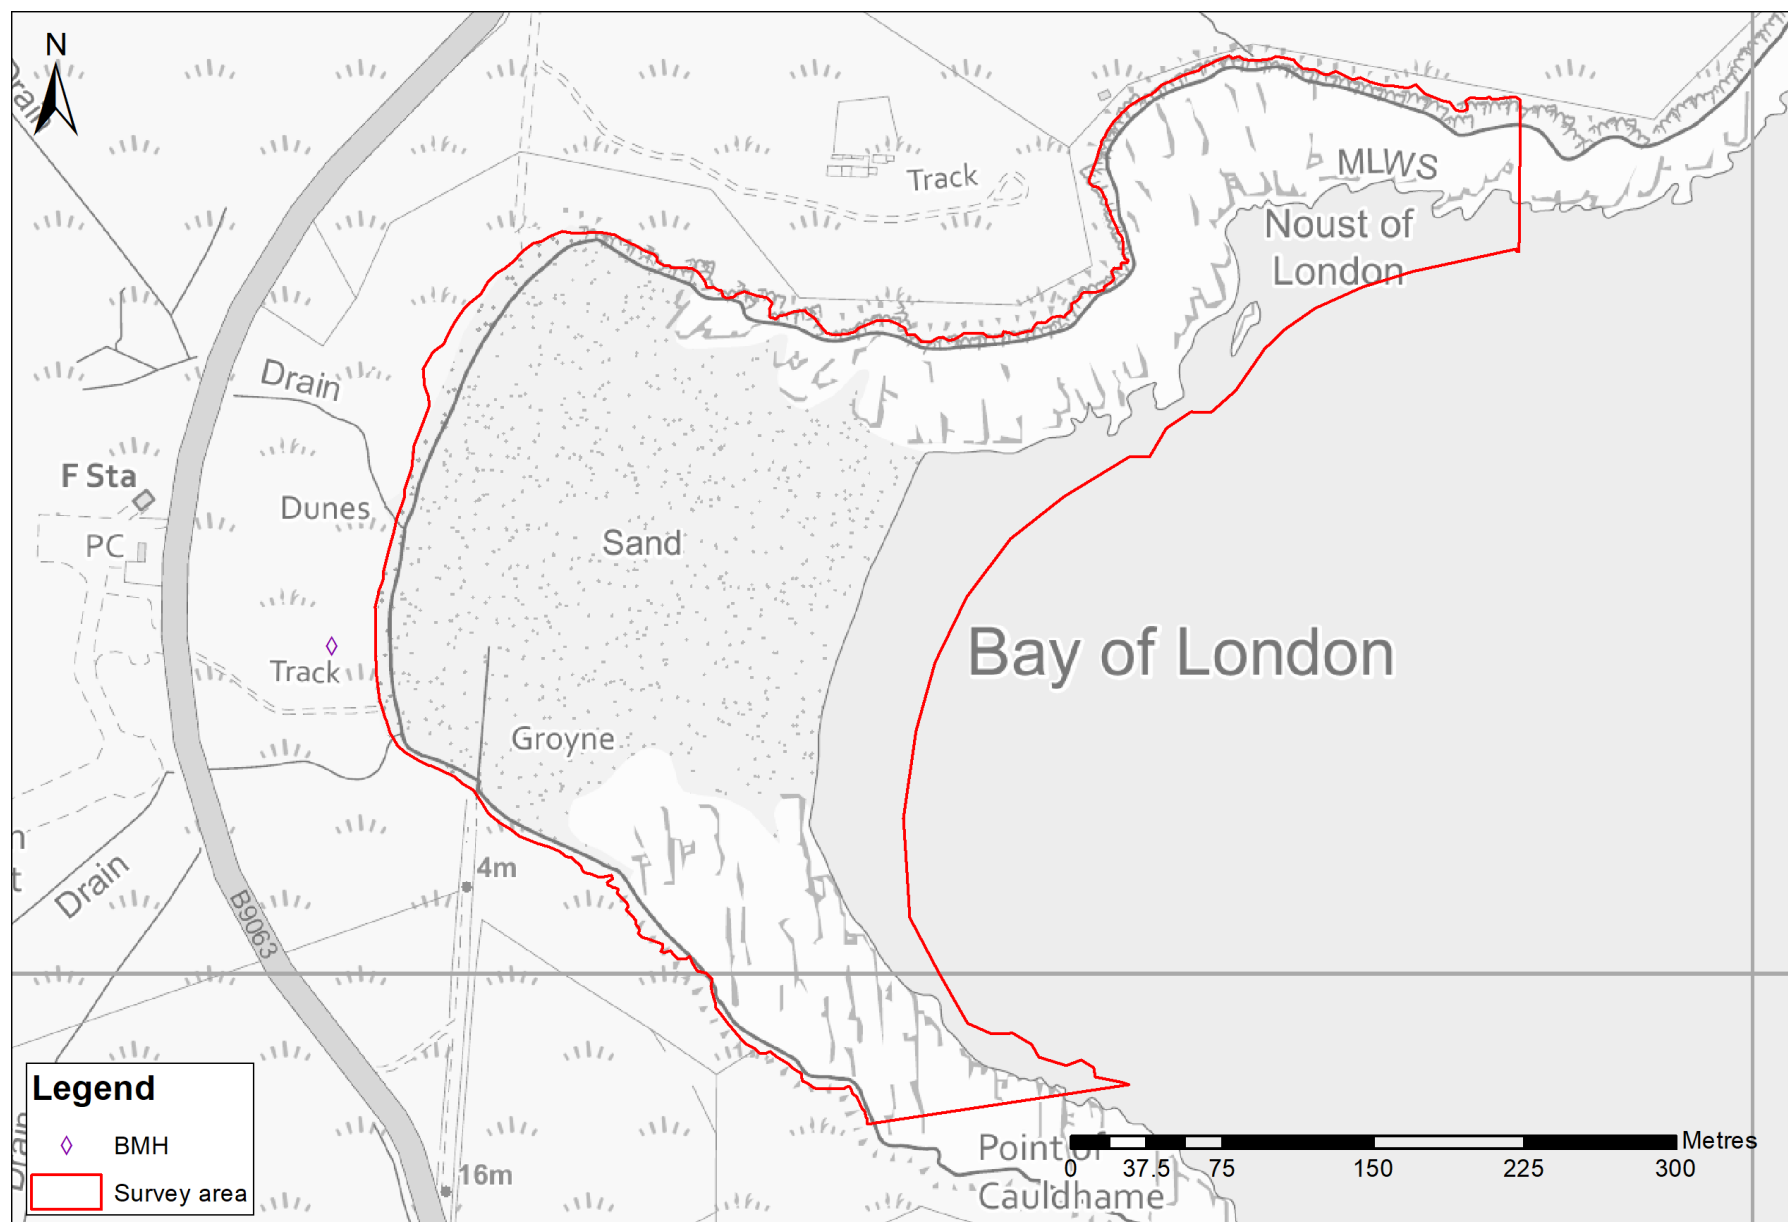 N
Drain
Track
MLWS
Noust of
London
Drain
F Sta
Dunes
PC
Sand
Bay of London
Track
Groyne
n
t
Drain
4m
B9063
Legend
BMH
Survey area
Drain
16m
Point of
Cauldhame
Metres
0 37.5 75 150 225 300